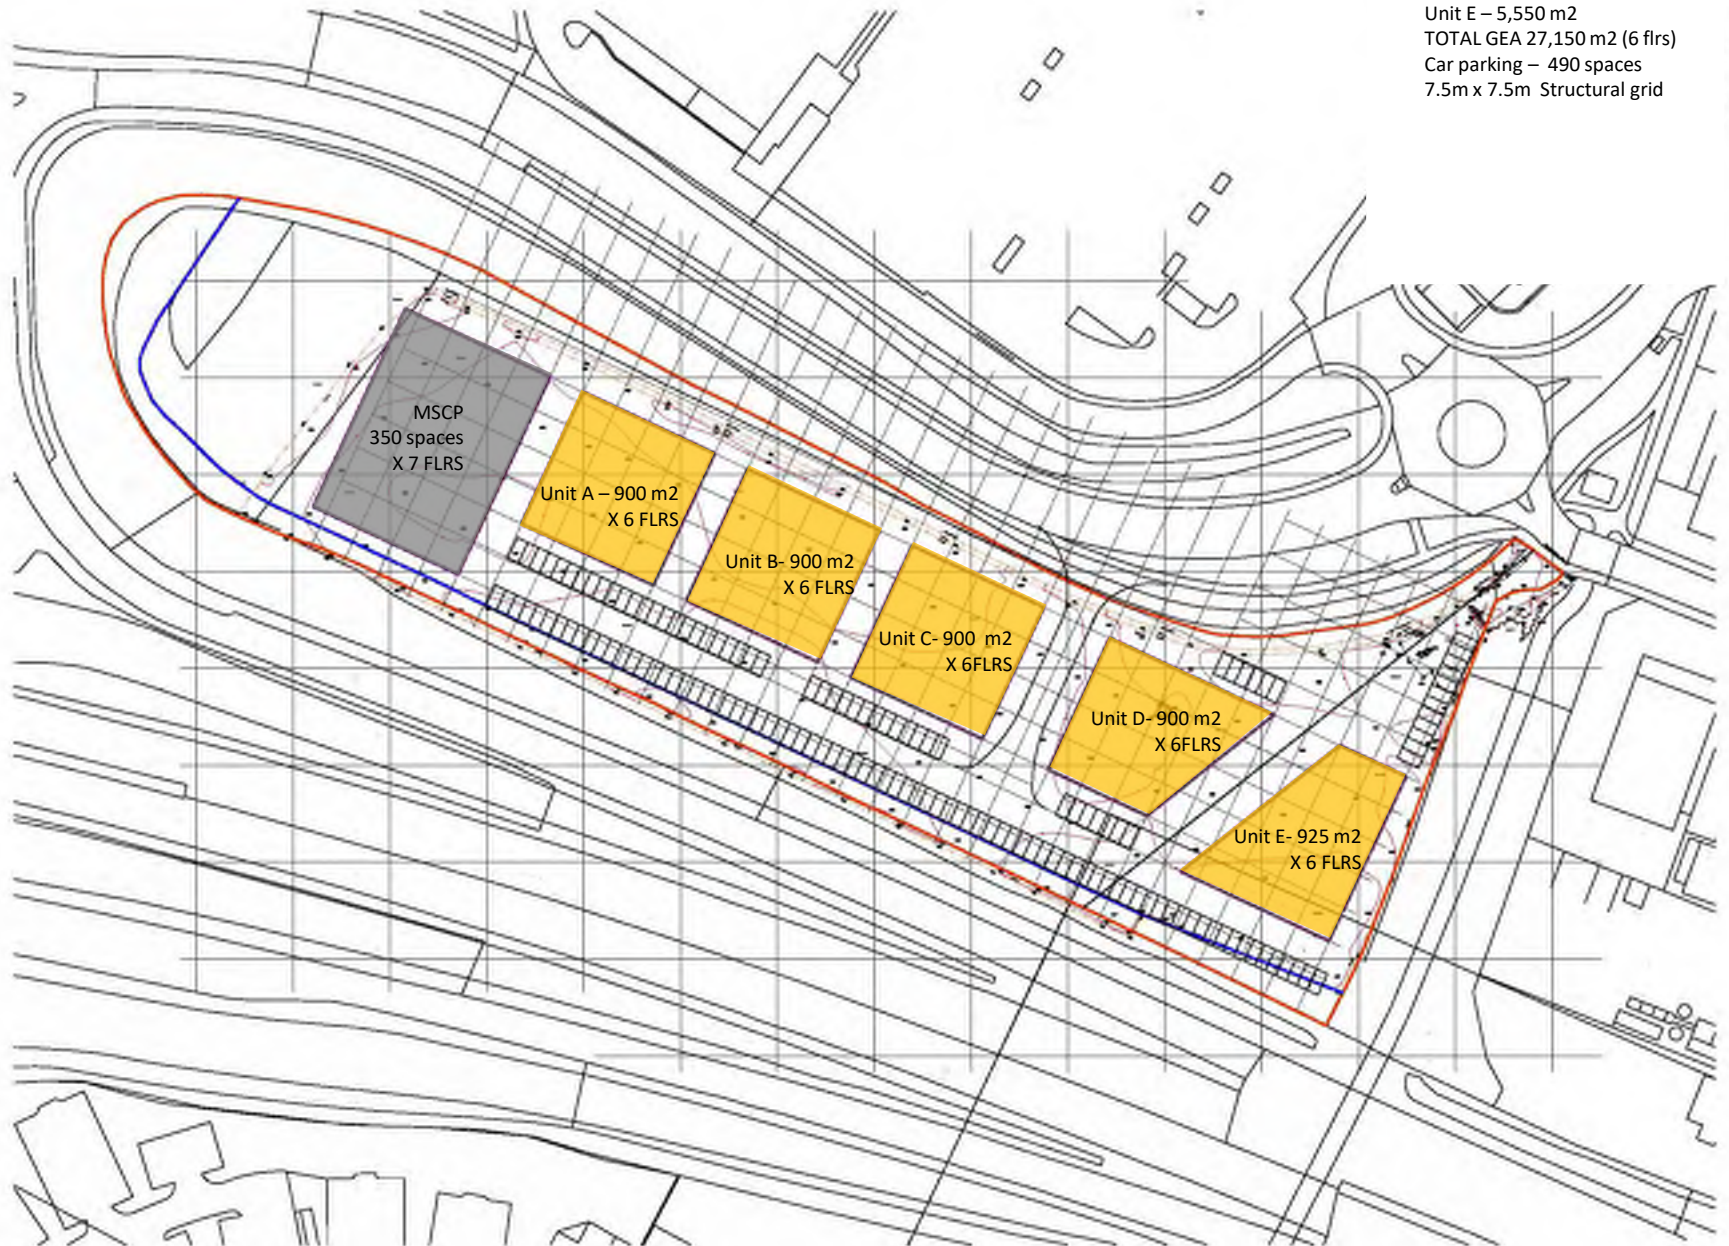 Unit E – 5,550 m2
TOTAL GEA 27,150 m2 (6 flrs)
Car parking – 490 spaces
7.5m x 7.5m Structural grid
MSCP
350 spaces
X 7 FLRS
Unit A – 900 m2
X 6 FLRS
Unit B- 900 m2
X 6 FLRS
Unit C- 900 m2
X 6FLRS
Unit D- 900 m2
X 6FLRS
Unit E- 925 m2
X 6 FLRS